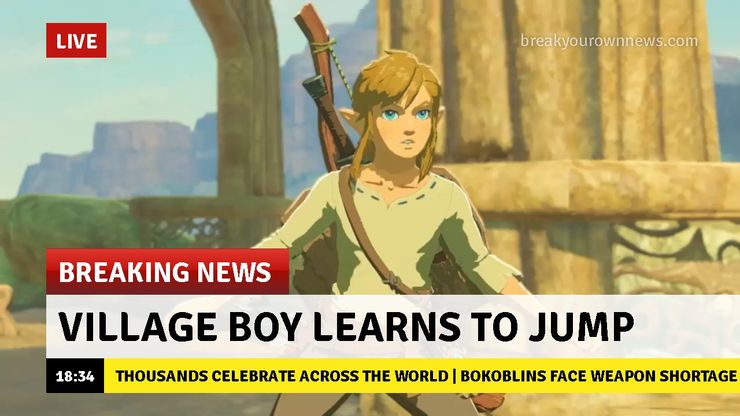 LIVE
breakyourownnews.com
BREAKING NEWS
VILLAGE BOY LEARNS TO JUMP
18:34 THOUSANDS CELEBRATE ACROSS THE WORLD | BOKOBLINS FACE WEAPON SHORTAGE